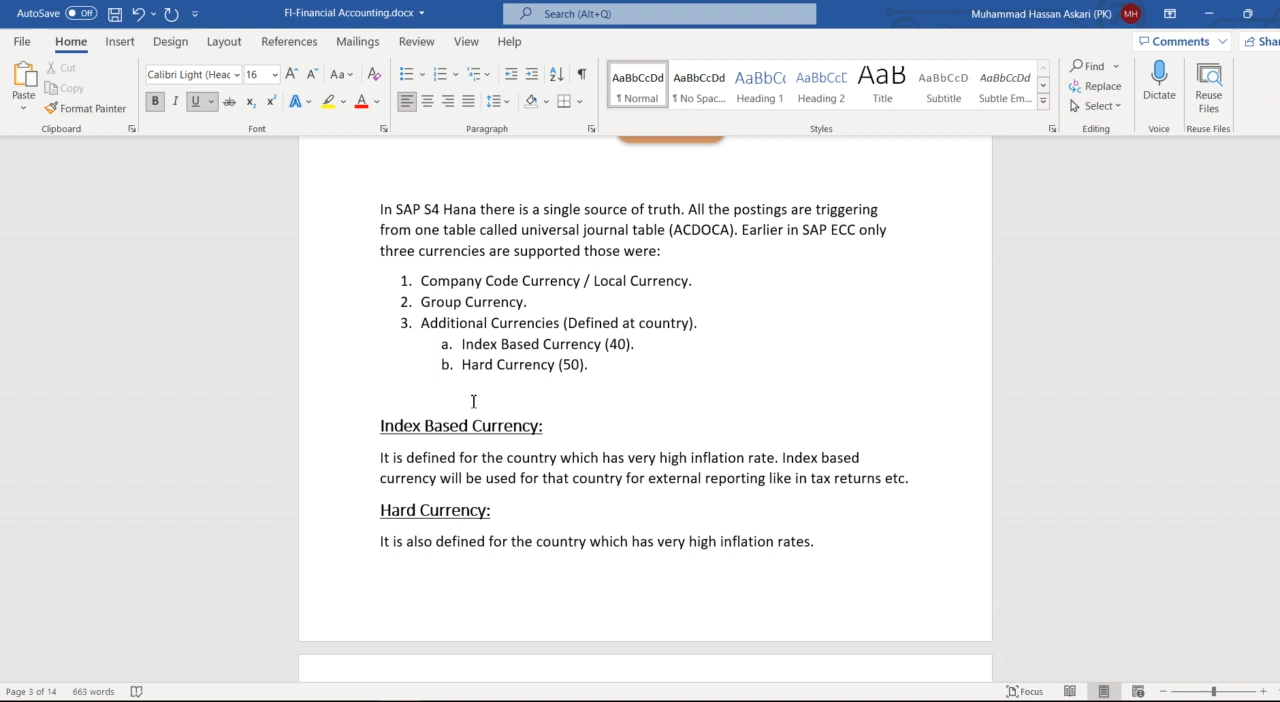 AutoSave Off FI-Financial Accounting.docx Search (Alt+Q) Muhammad Hassan Askari (PK) MH
File Home Insert Draw Design Layout References Mailings Review View Help Comments Shar
Paste Cut Copy Format Painter
Calibri Light (Heac 16
AaBbCcDd AaBbCcDd AaBbC( AaBbCcC AaB AaBbCcD AaBbCcDd
¶ Normal ¶ No Spac... Heading 1 Heading 2 Title Subtitle Subtle Em...
Find Replace Select Dictate Reuse Files
Clipboard Font Paragraph Styles Editing Voice Reuse Files
In SAP S4 Hana there is a single source of truth. All the postings are triggering
from one table called universal journal table (ACDOCA). Earlier in SAP ECC only
three currencies are supported those were:
1. Company Code Currency / Local Currency.
2. Group Currency.
3. Additional Currencies (Defined at country).
a. Index Based Currency (40).
b. Hard Currency (50).
Index Based Currency:
It is defined for the country which has very high inflation rate. Index based
currency will be used for that country for external reporting like in tax returns etc.
Hard Currency:
It is also defined for the country which has very high inflation rates.
Page 3 of 14 663 words Focus